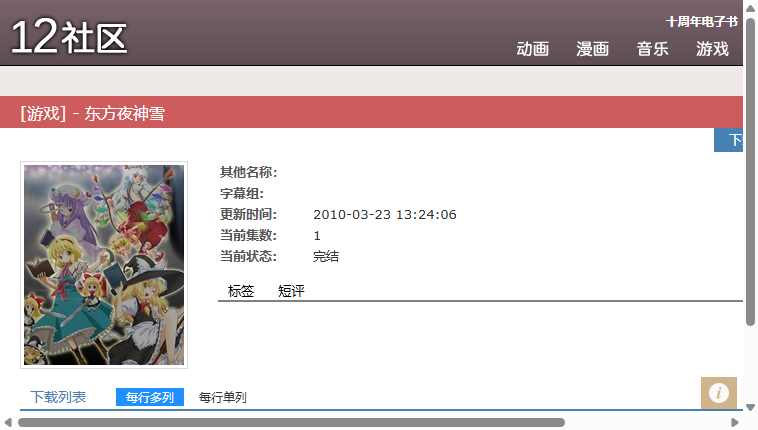 12社区
十周年电子书
动画 漫画 音乐 游戏
[游戏] - 东方夜神雪
其他名称:
字幕组:
更新时间: 2010-03-23 13:24:06
当前集数: 1
当前状态: 完结
标签 短评
下载列表 每行多列 每行单列